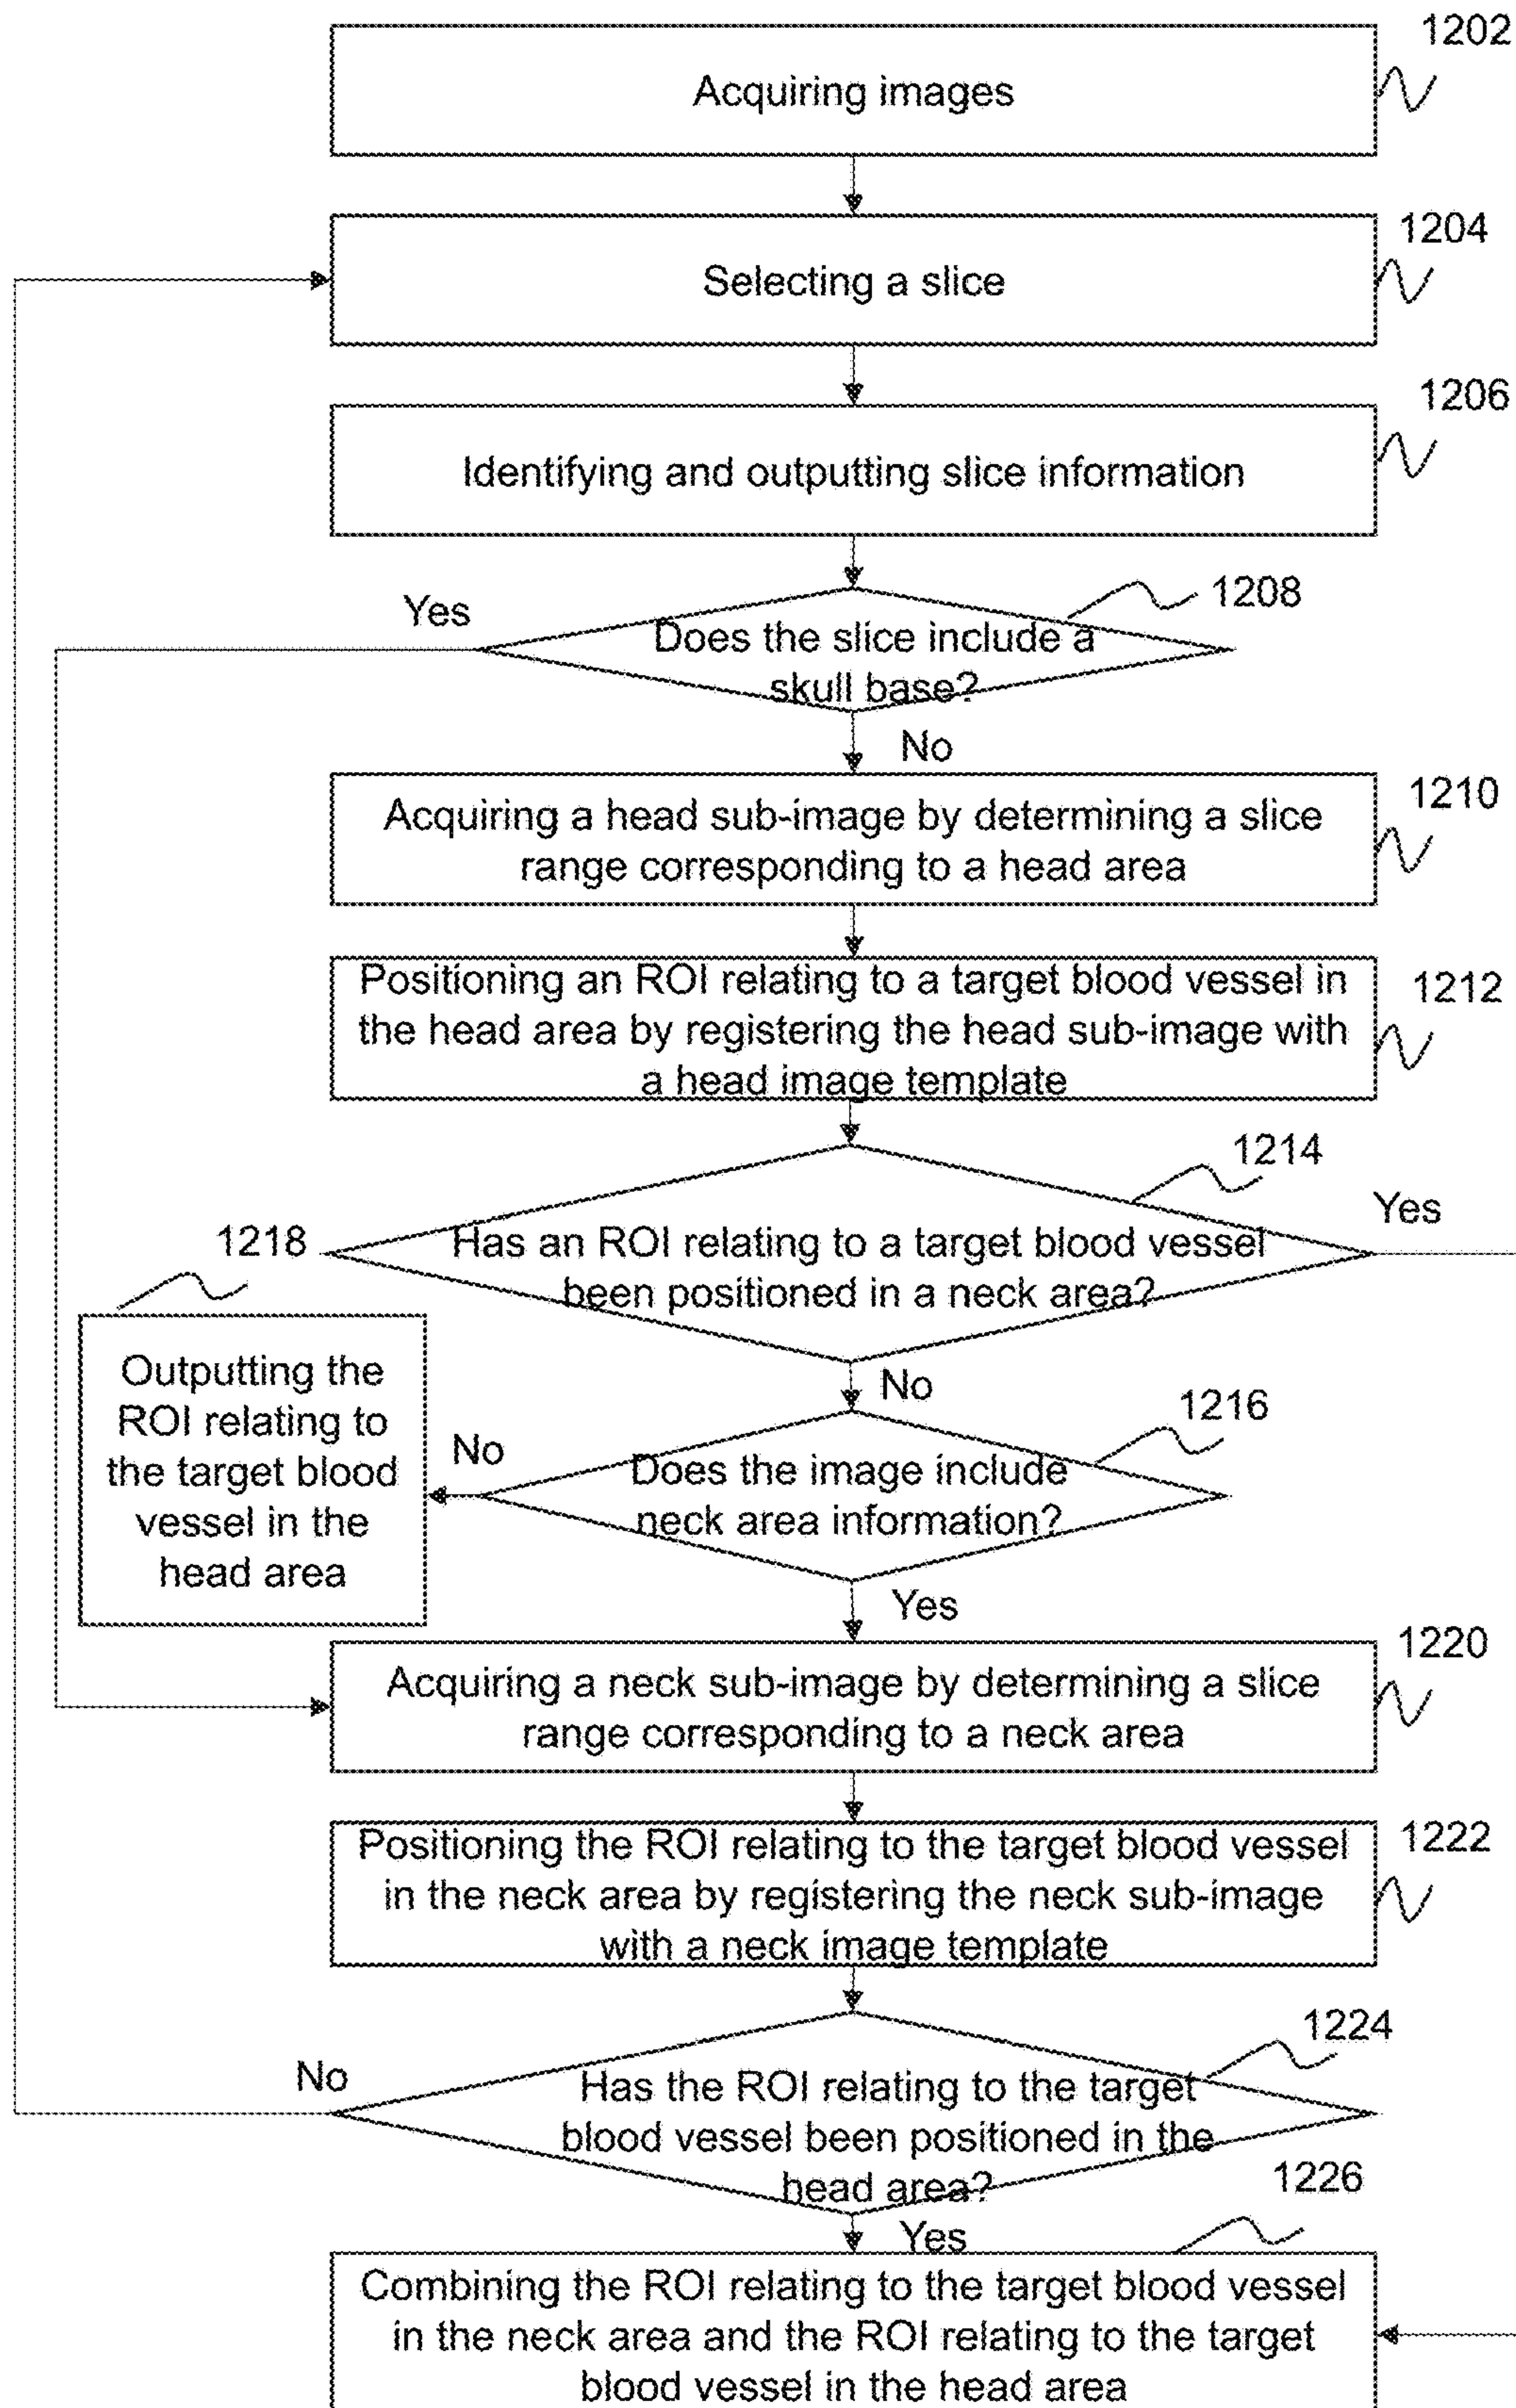 1202
Acquiring images
1204
Selecting a slice
1206
Identifying and outputting slice information
1208
Yes
Does the slice include a
skull base?
No
1210
Acquiring a head sub-image by determining a slice
range corresponding to a head area
1212
Positioning an ROI relating to a target blood vessel in
the head area by registering the head sub-image with
a head image template
1214
Yes
1218
Has an ROI relating to a target blood vessel
been positioned in a neck area?
Outputting the
ROI relating to
the target blood
vessel in the
head area
No
1216
No
Does the image include
neck area information?
Yes
1220
Acquiring a neck sub-image by determining a slice
range corresponding to a neck area
1222
Positioning the ROI relating to the target blood vessel
in the neck area by registering the neck sub-image
with a neck image template
1224
No
Has the ROI relating to the target
blood vessel been positioned in the
head area?
1226
Yes
Combining the ROI relating to the target blood vessel
in the neck area and the ROI relating to the target
blood vessel in the head area